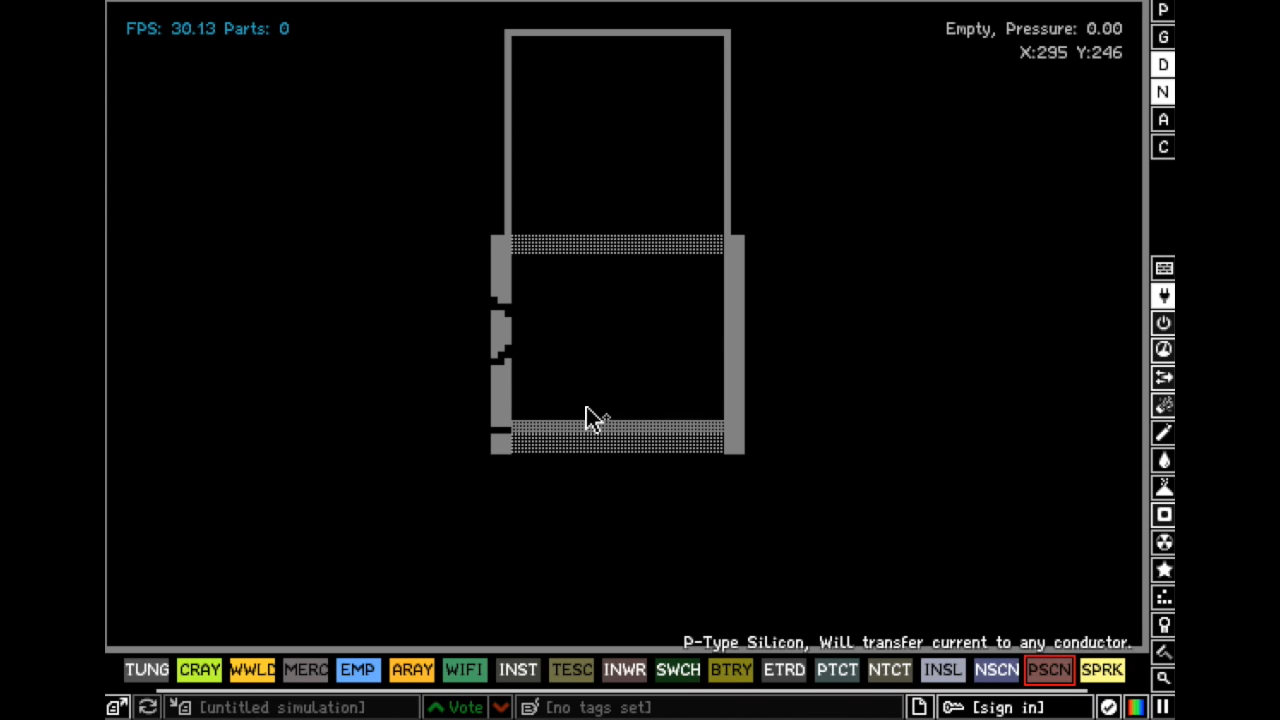 FPS: 30.13 Parts: 0
Empty, Pressure: 0.00
X:295 Y:246
P
G
D
N
A
C
P-Type Silicon, Will transfer current to any conductor.
TUNG CRAY WWLD MERC EMP ARAY WIFI INST TESC INWR SWCH BTRY ETRD PTCT NTCT INSL NSCN PSCN SPRK
[untitled simulation] Vote [no tags set] [sign in]